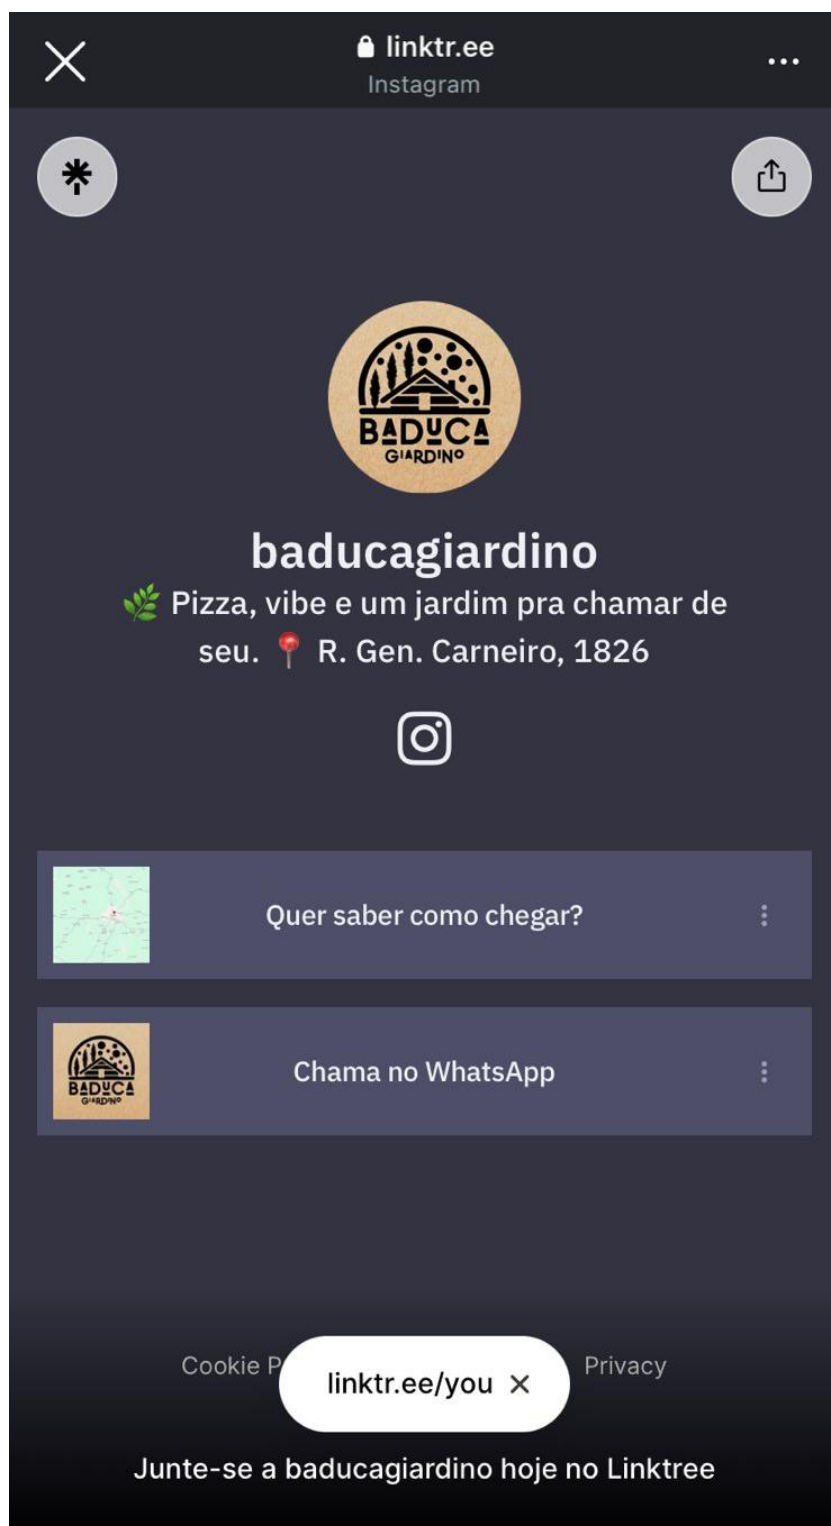 linktr.ee
Instagram
BADUCA
GIARDINO
baducagiardino
🌿 Pizza, vibe e um jardim pra chamar de
seu. 📍 R. Gen. Carneiro, 1826
Quer saber como chegar?
BADUCA
GIARDINO
Chama no WhatsApp
Cookie P
linktr.ee/you ×
Privacy
Junte-se a baducagiardino hoje no Linktree